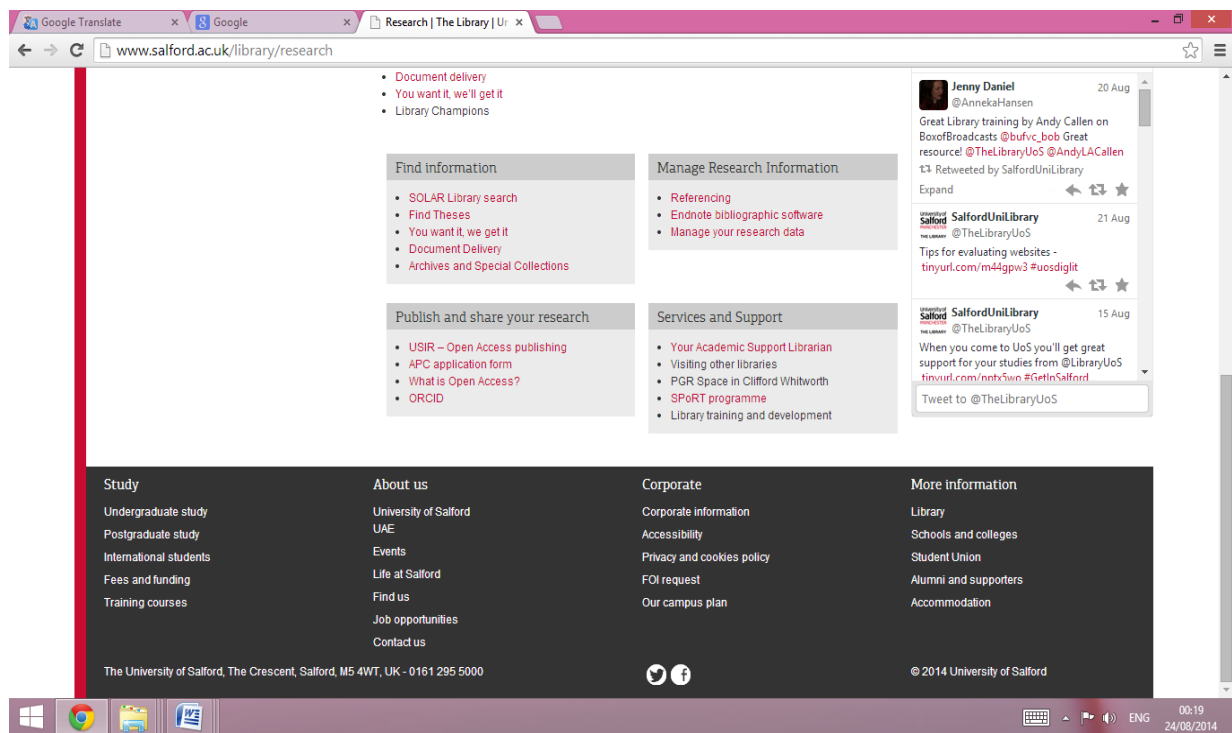 Google Translate
Google
Research | The Library | Ur
www.salford.ac.uk/library/research
Document delivery
You want it, we'll get it
Library Champions
Find information
SOLAR Library search
Find Theses
You want it, we get it
Document Delivery
Archives and Special Collections
Manage Research Information
Referencing
Endnote bibliographic software
Manage your research data
Publish and share your research
USIR – Open Access publishing
APC application form
What is Open Access?
ORCID
Services and Support
Your Academic Support Librarian
Visiting other libraries
PGR Space in Clifford Whitworth
SPoRT programme
Library training and development
Jenny Daniel 20 Aug
@AnnekaHansen
Great Library training by Andy Callen on
BoxofBroadcasts @bufvc_bob Great
resource! @TheLibraryUoS @AndyLACallen
Retweeted by SalfordUniLibrary
Expand
SalfordUniLibrary 21 Aug
@TheLibraryUoS
Tips for evaluating websites -
tinyurl.com/m44gpw3 #uosdiglit
SalfordUniLibrary 15 Aug
@TheLibraryUoS
When you come to UoS you'll get great
support for your studies from @LibraryUoS
tinyurl.com/nptx5wo #GetInSalford
Tweet to @TheLibraryUoS
Study
Undergraduate study
Postgraduate study
International students
Fees and funding
Training courses
About us
University of Salford
UAE
Events
Life at Salford
Find us
Job opportunities
Contact us
Corporate
Corporate information
Accessibility
Privacy and cookies policy
FOI request
Our campus plan
More information
Library
Schools and colleges
Student Union
Alumni and supporters
Accommodation
The University of Salford, The Crescent, Salford, M5 4WT, UK - 0161 295 5000
© 2014 University of Salford
ENG
00:19
24/08/2014